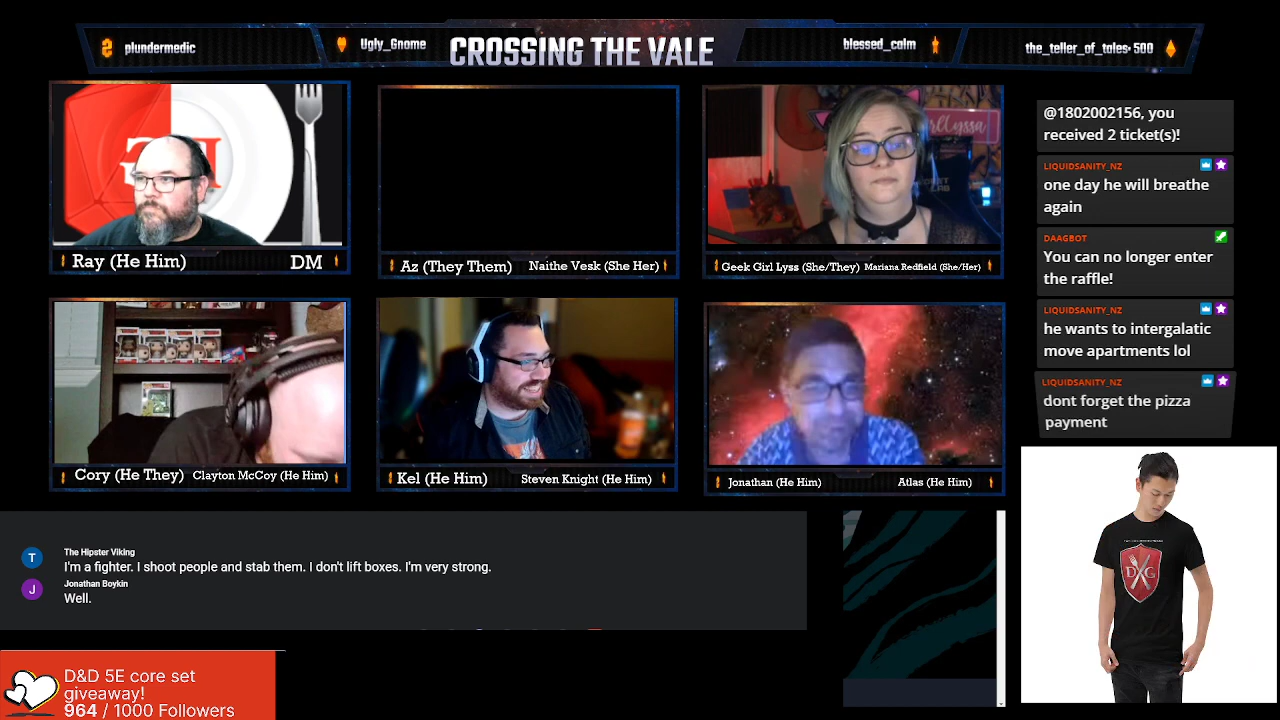 plundermedic
Ugly_Gnome
CROSSING THE VALE
blessed_calm
the_teller_of_tales• 500
Ray (He Him)
DM
Az (They Them)
Naithe Vesk (She Her)
Geek Girl Lyss (She/They)
Mariana Redfield (She/Her)
Cory (He They)
Clayton McCoy (He Him)
Kel (He Him)
Steven Knight (He Him)
Jonathan (He Him)
Atlas (He Him)
@1802002156, you
received 2 ticket(s)!
LIQUIDSANITY_NZ
one day he will breathe
again
DAAGBOT
You can no longer enter
the raffle!
LIQUIDSANITY_NZ
he wants to intergalatic
move apartments lol
LIQUIDSANITY_NZ
dont forget the pizza
payment
T
The Hipster Viking
I'm a fighter. I shoot people and stab them. I don't lift boxes. I'm very strong.
J
Jonathan Boykin
Well.
D&D 5E core set
giveaway!
964 / 1000 Followers